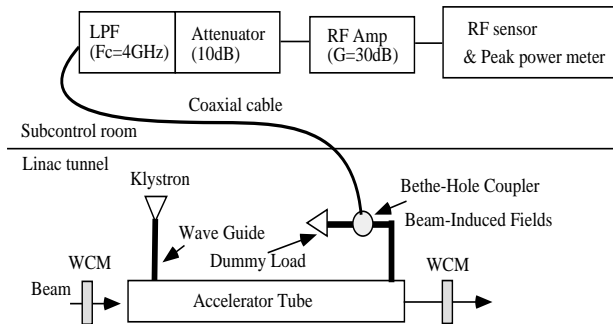 LPF
(Fc=4GHz)
Attenuator
(10dB)
RF Amp
(G=30dB)
RF sensor
& Peak power meter
Coaxial cable
Subcontrol room
Linac tunnel
Klystron
Bethe-Hole Coupler
Beam-Induced Fields
Wave Guide
Dummy Load
WCM
WCM
Beam
Accelerator Tube